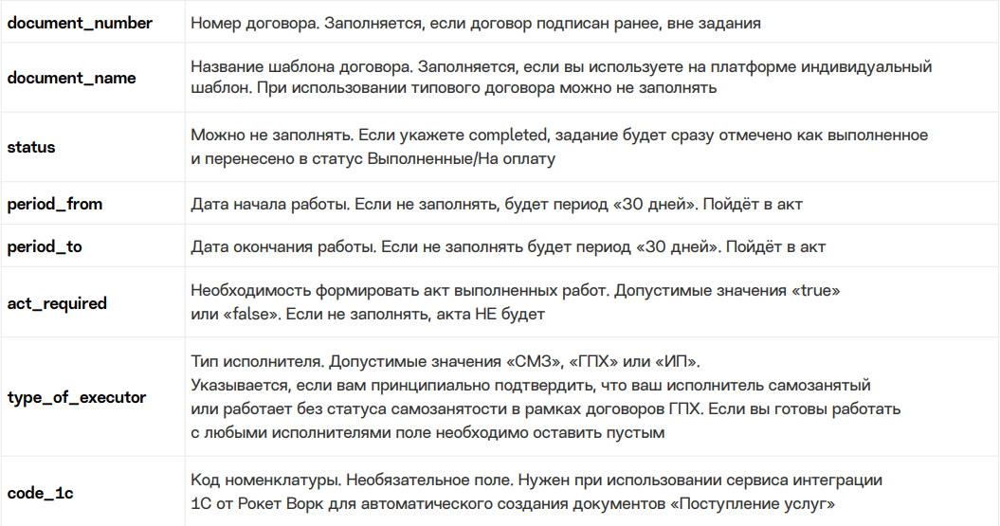 document_number
Номер договора. Заполняется, если договор подписан ранее, вне задания
document_name
Название шаблона договора. Заполняется, если вы используете на платформе индивидуальный
шаблон. При использовании типового договора можно не заполнять
status
Можно не заполнять. Если укажете completed, задание будет сразу отмечено как выполненное
и перенесено в статус Выполненные/На оплату
period_from
Дата начала работы. Если не заполнять, будет период «30 дней». Пойдёт в акт
period_to
Дата окончания работы. Если не заполнять будет период «30 дней». Пойдёт в акт
act_required
Необходимость формировать акт выполненных работ. Допустимые значения «true»
или «false». Если не заполнять, акта НЕ будет
type_of_executor
Тип исполнителя. Допустимые значения «СМЗ», «ГПХ» или «ИП».
Указывается, если вам принципиально подтвердить, что ваш исполнитель самозанятый
или работает без статуса самозанятости в рамках договоров ГПХ. Если вы готовы работать
с любыми исполнителями поле необходимо оставить пустым
code_1c
Код номенклатуры. Необязательное поле. Нужен при использовании сервиса интеграции
1С от Рокет Ворк для автоматического создания документов «Поступление услуг»